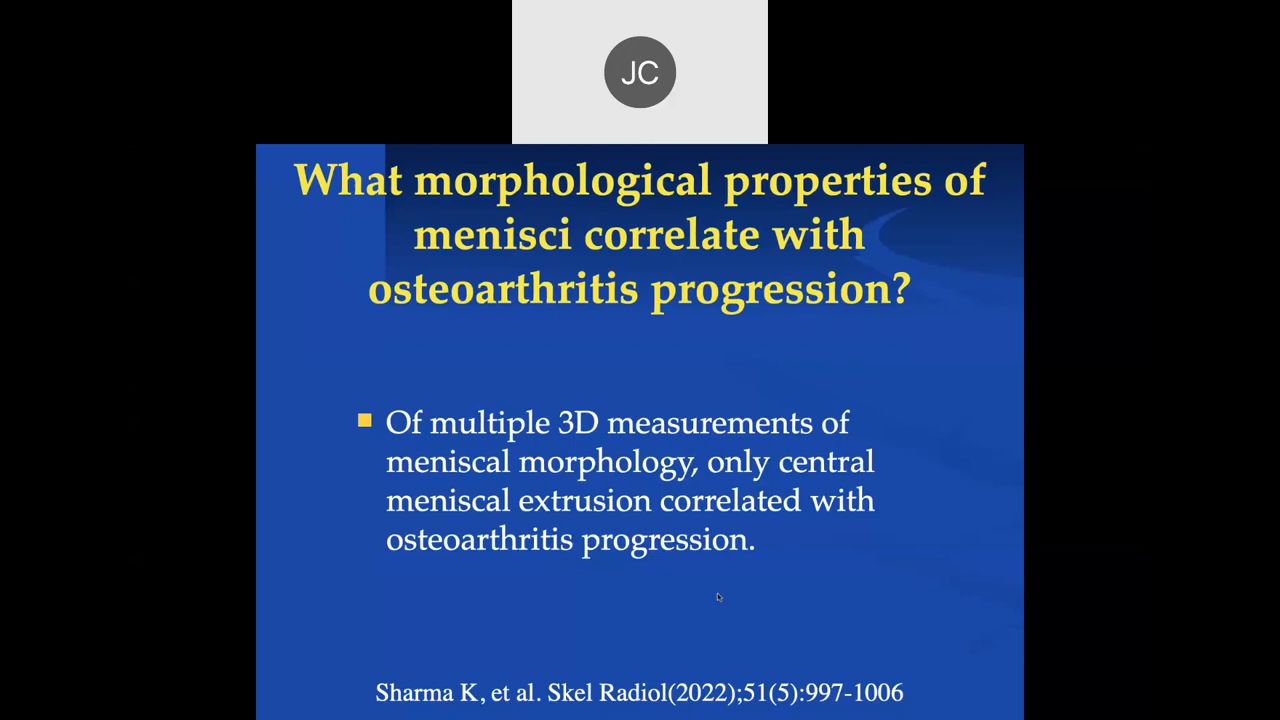 JC
What morphological properties of
menisci correlate with
osteoarthritis progression?
Of multiple 3D measurements of
meniscal morphology, only central
meniscal extrusion correlated with
osteoarthritis progression.
Sharma K, et al. Skel Radiol(2022);51(5):997-1006